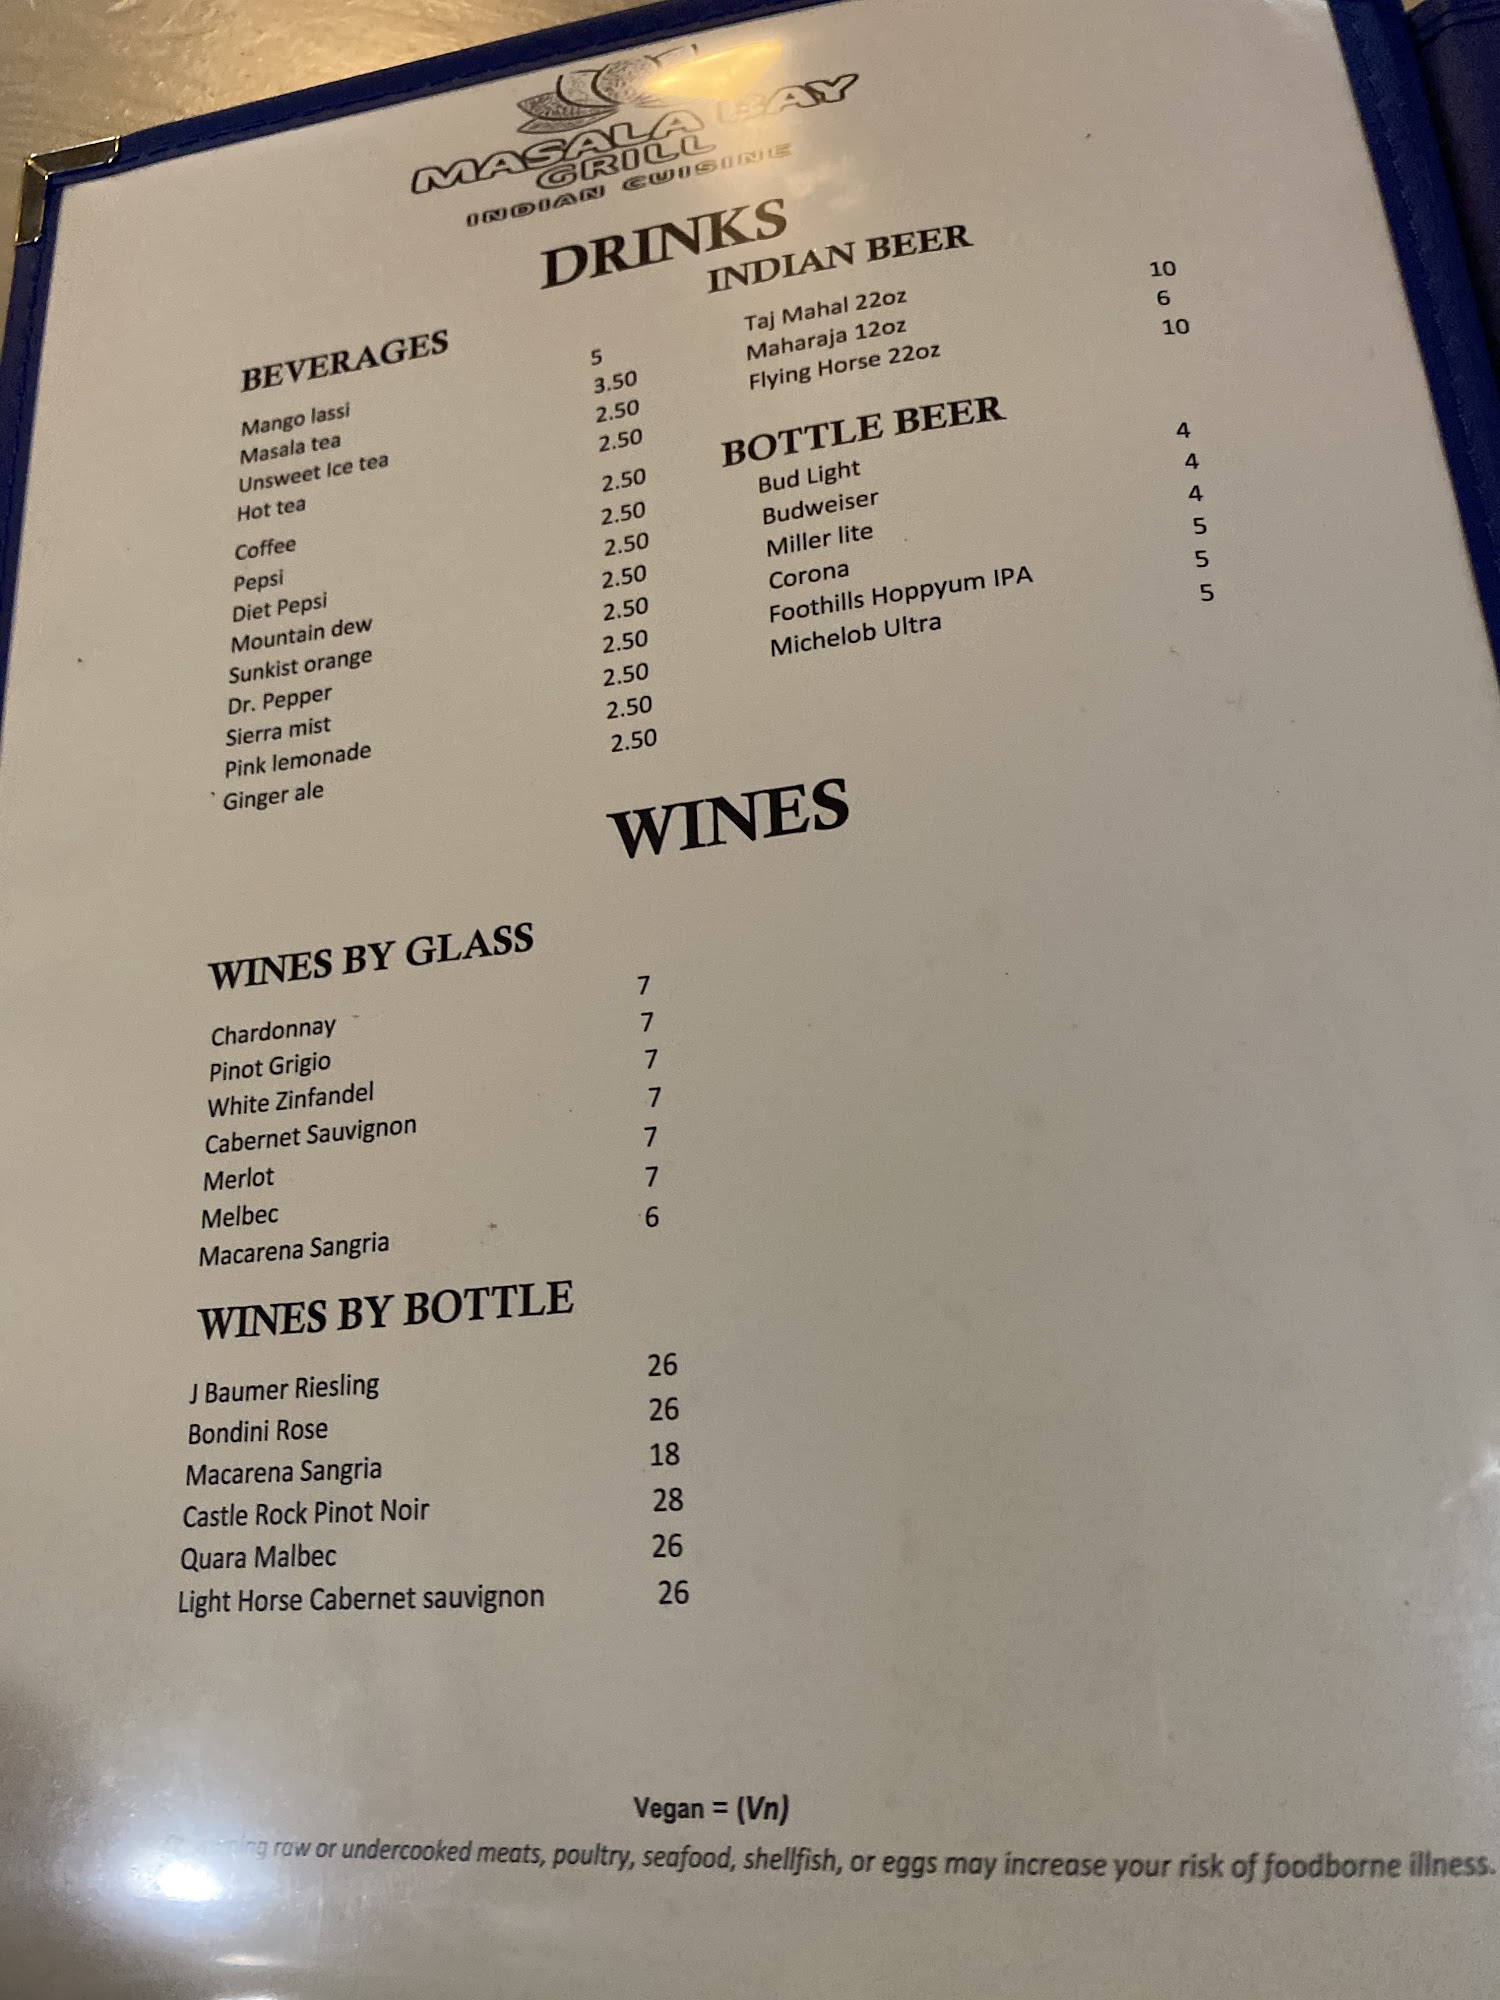 MASALA BAY
GRILL
INDIAN CUISINE
DRINKS
BEVERAGES
Mango lassi 5
Masala tea 3.50
Unsweet Ice tea 2.50
Hot tea 2.50
Coffee 2.50
Pepsi 2.50
Diet Pepsi 2.50
Mountain dew 2.50
Sunkist orange 2.50
Dr. Pepper 2.50
Sierra mist 2.50
Pink lemonade 2.50
Ginger ale 2.50
INDIAN BEER
Taj Mahal 22oz 10
Maharaja 12oz 6
Flying Horse 22oz 10
BOTTLE BEER
Bud Light 4
Budweiser 4
Miller lite 4
Corona 5
Foothills Hoppyum IPA 5
Michelob Ultra 5
WINES
WINES BY GLASS
Chardonnay 7
Pinot Grigio 7
White Zinfandel 7
Cabernet Sauvignon 7
Merlot 7
Melbec 7
Macarena Sangria 6
WINES BY BOTTLE
J Baumer Riesling 26
Bondini Rose 26
Macarena Sangria 18
Castle Rock Pinot Noir 28
Quara Malbec 26
Light Horse Cabernet sauvignon 26
Vegan = (Vn)
raw or undercooked meats, poultry, seafood, shellfish, or eggs may increase your risk of foodborne illness.